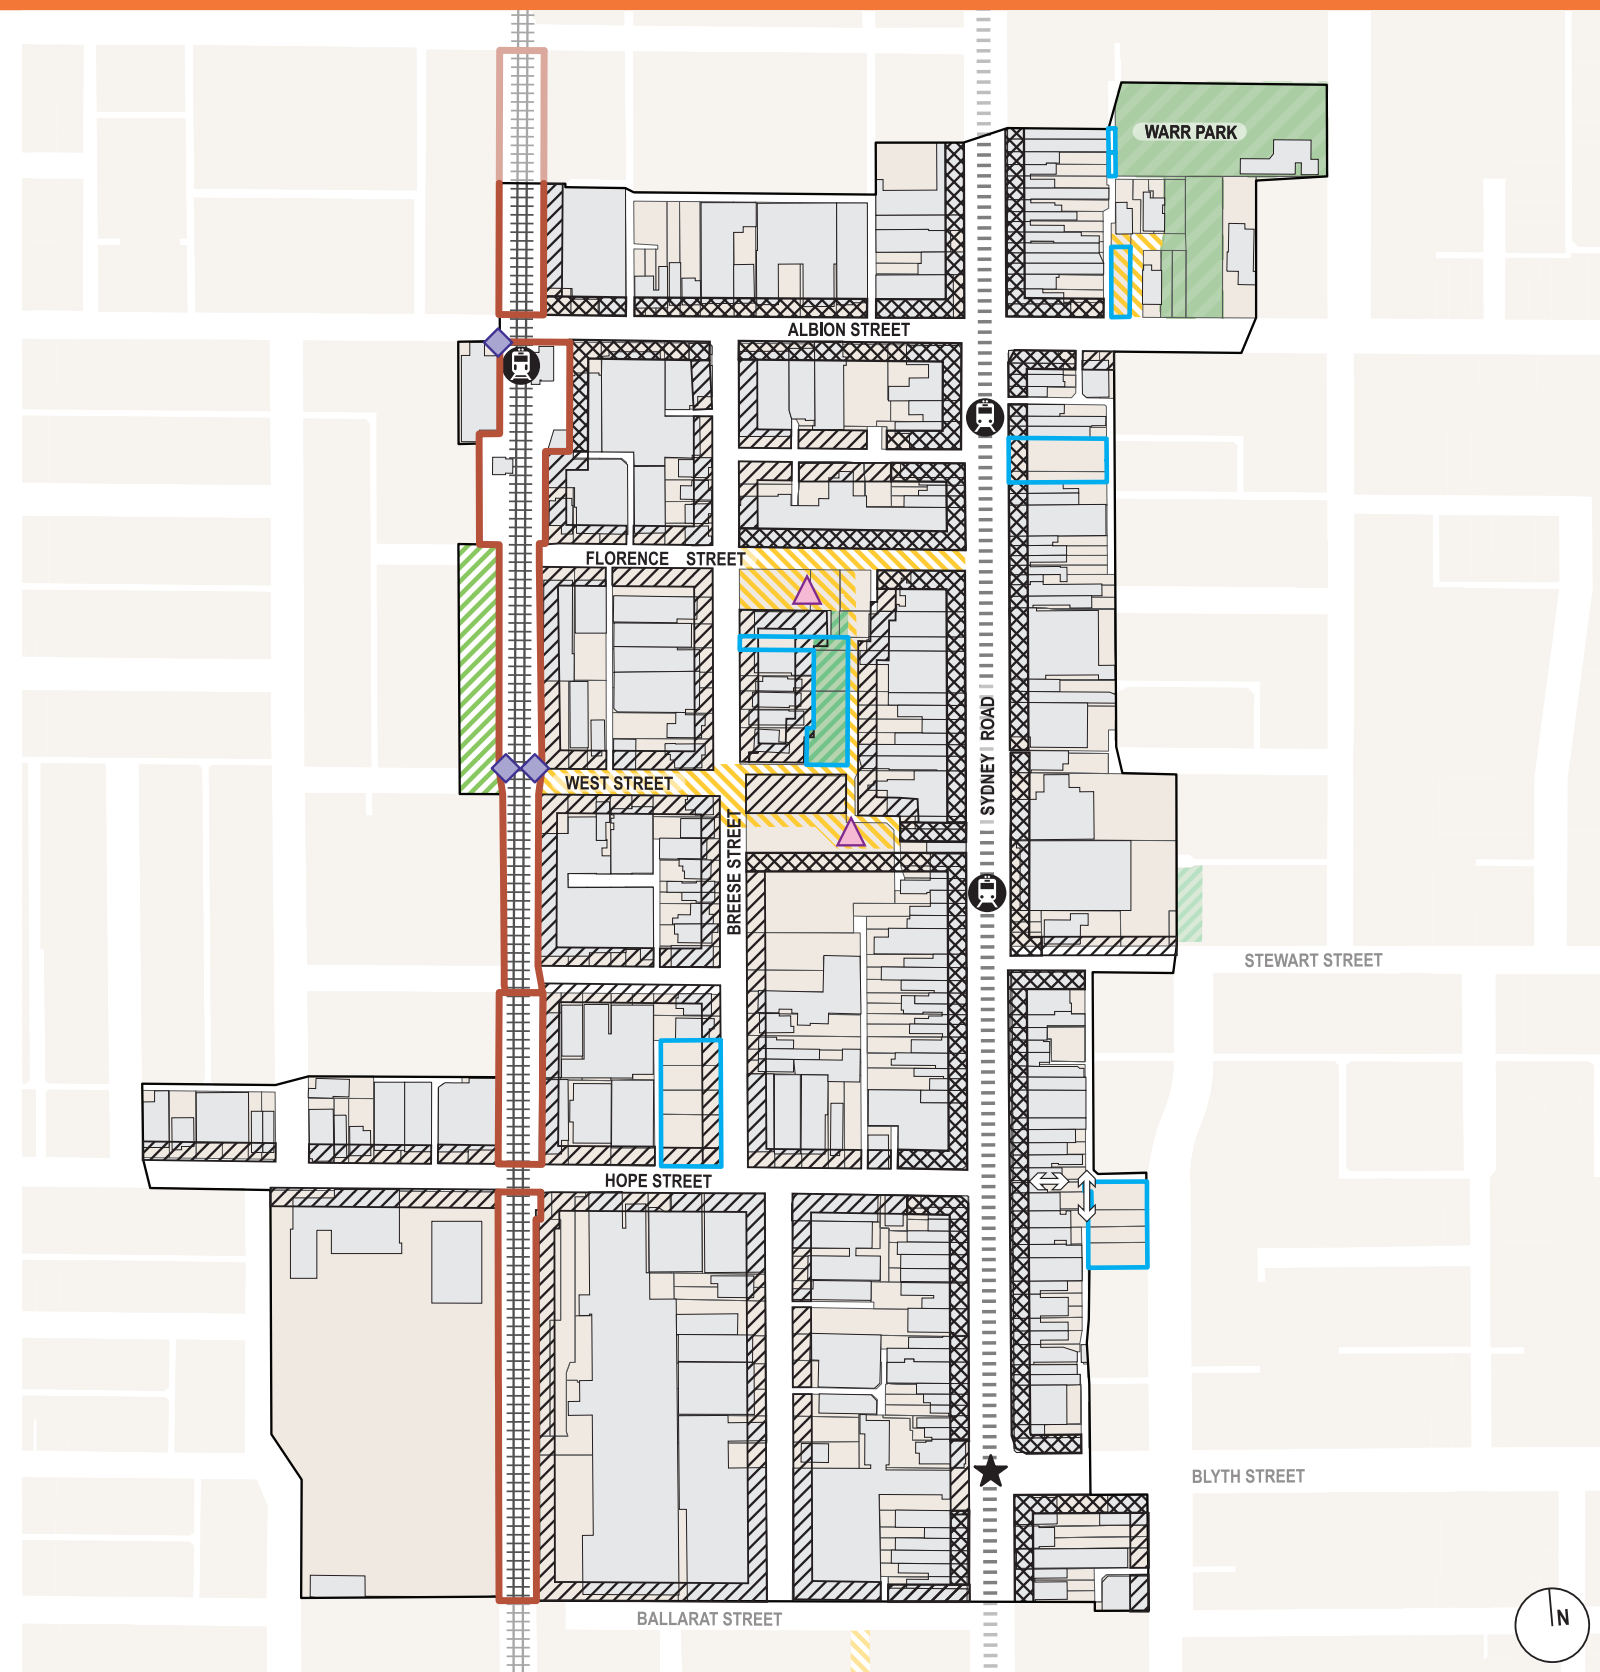 WARR PARK
ALBION STREET
FLORENCE STREET
SYDNEY ROAD
WEST STREET
BREESE STREET
STEWART STREET
HOPE STREET
BLYTH STREET
BALLARAT STREET
N